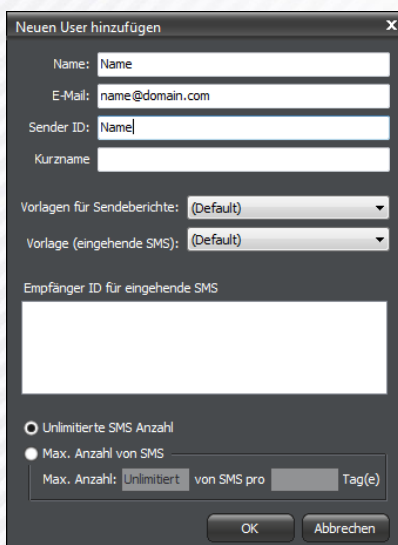 Neuen User hinzufügen x
Name: Name
E-Mail: name@domain.com
Sender ID: Name
Kurzname
Vorlagen für Sendeberichte: (Default)
Vorlage (eingehende SMS): (Default)
Empfänger ID für eingehende SMS
Unlimitierte SMS Anzahl
Max. Anzahl von SMS
Max. Anzahl: Unlimitiert von SMS pro Tag(e)
OK Abbrechen